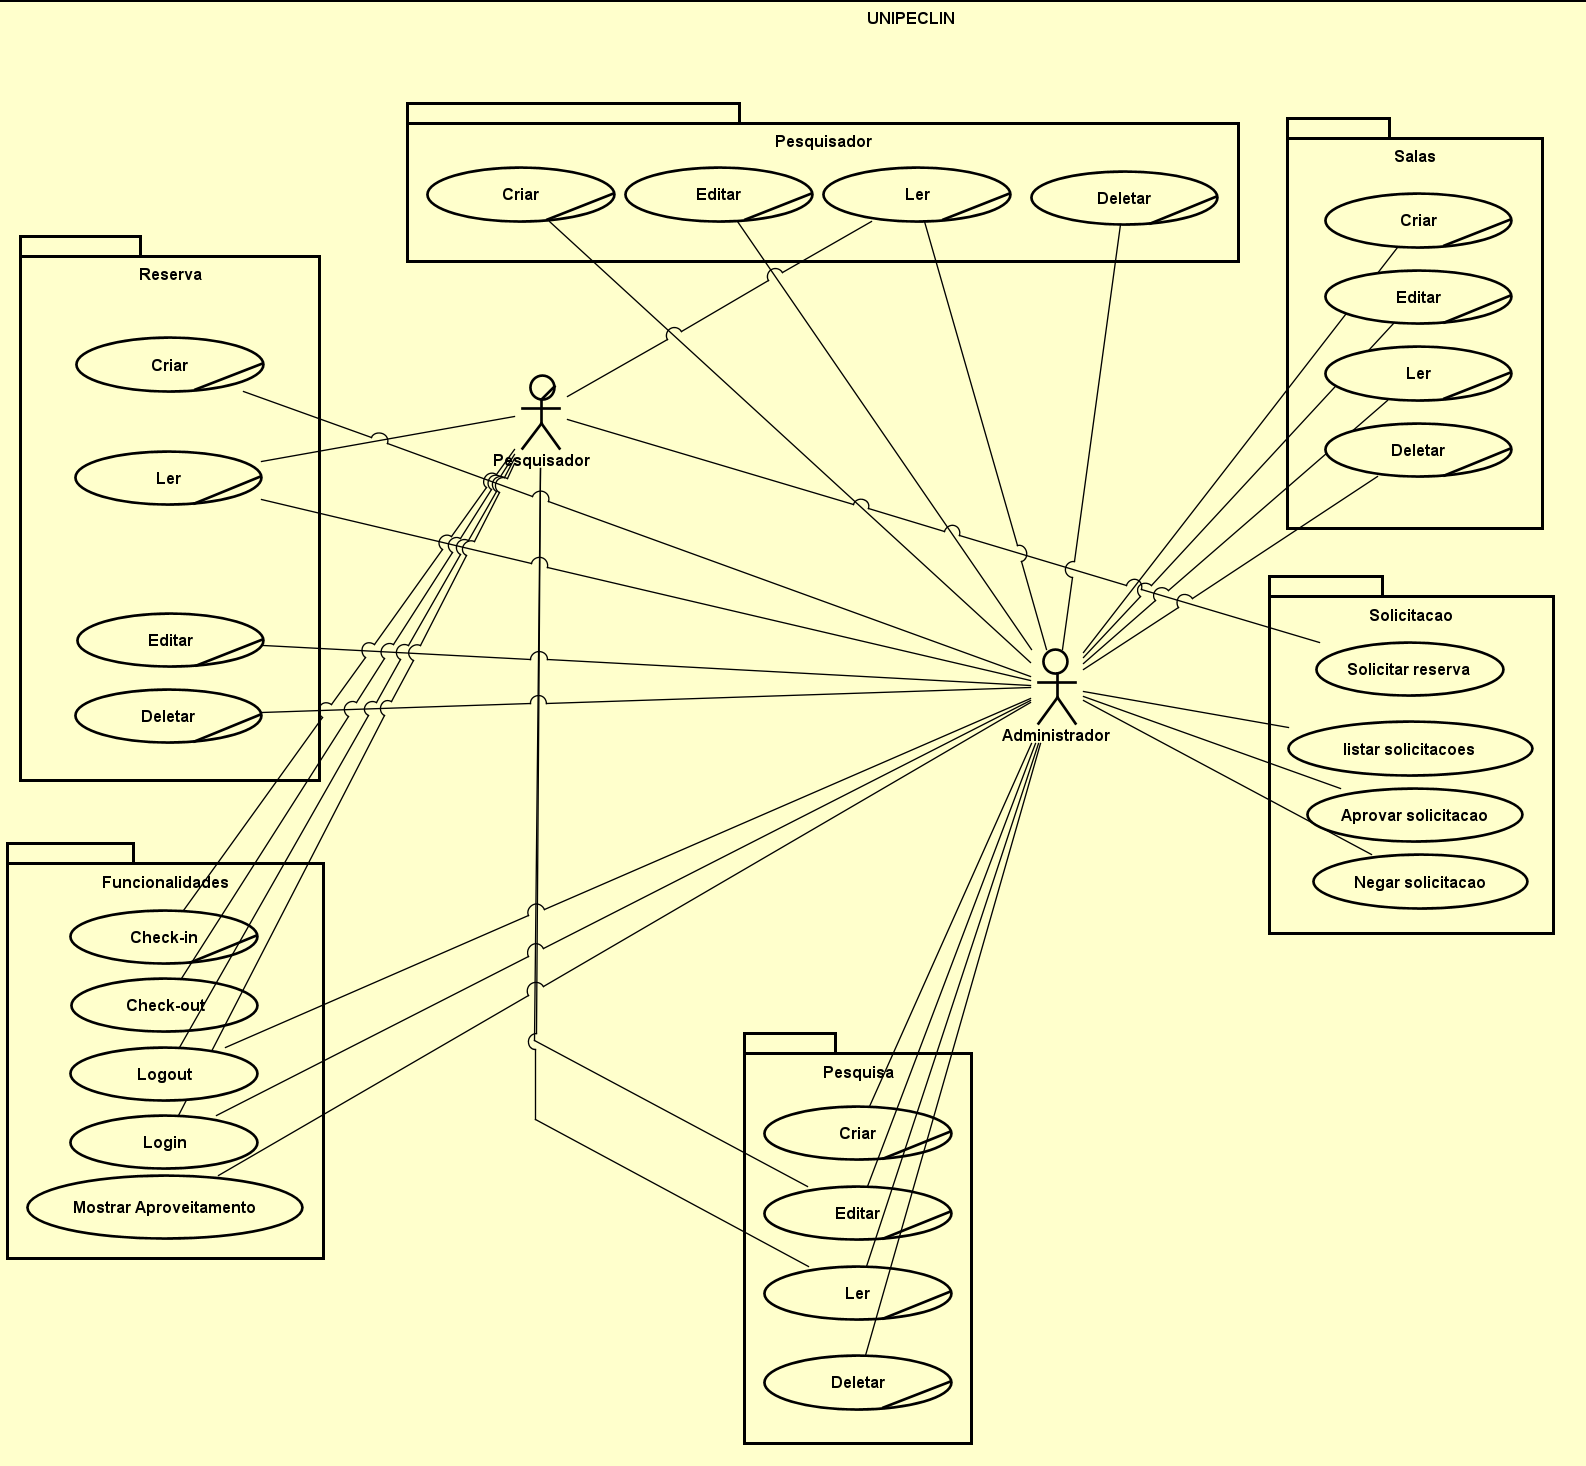 UNIPECLIN
Pesquisador
Criar
Editar
Ler
Deletar
Salas
Criar
Editar
Ler
Deletar
Reserva
Criar
Ler
Editar
Deletar
Pesquisador
Administrador
Solicitacao
Solicitar reserva
listar solicitacoes
Aprovar solicitacao
Negar solicitacao
Funcionalidades
Check-in
Check-out
Logout
Login
Mostrar Aproveitamento
Pesquisa
Criar
Editar
Ler
Deletar